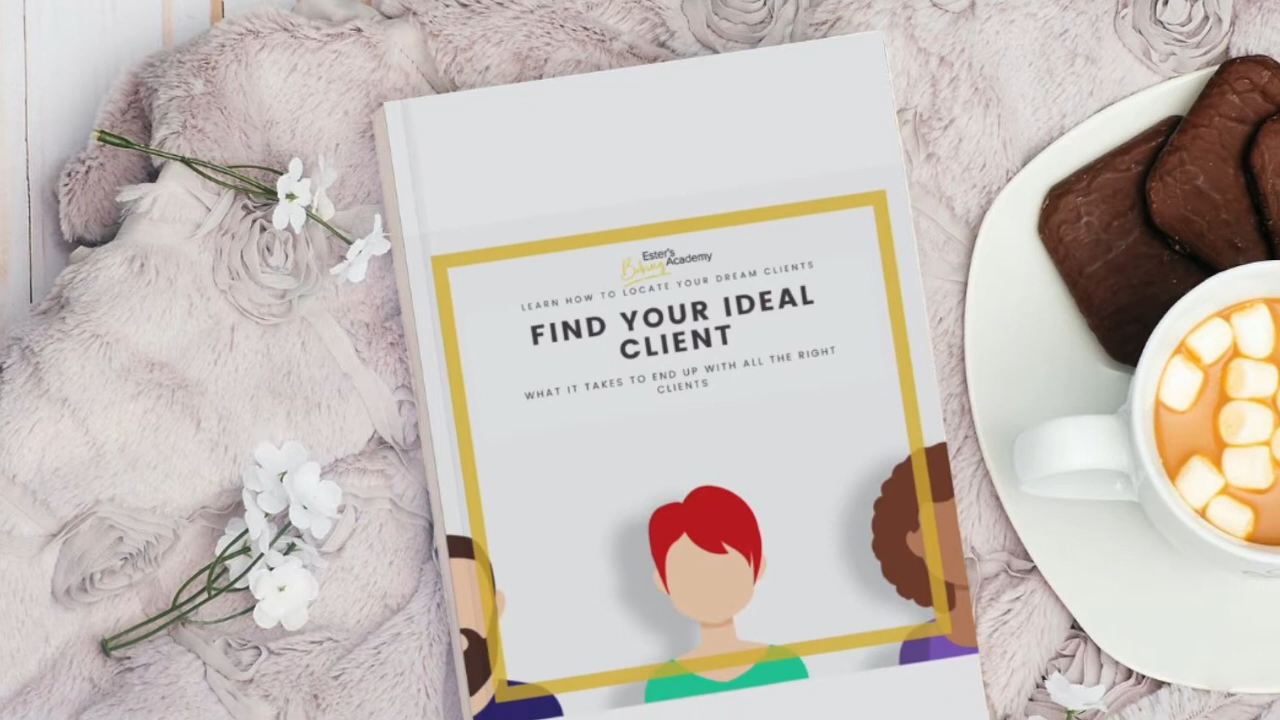 Ester's
Baking Academy
LEARN HOW TO LOCATE YOUR DREAM CLIENTS
FIND YOUR IDEAL
CLIENT
WHAT IT TAKES TO END UP WITH ALL THE RIGHT
CLIENTS